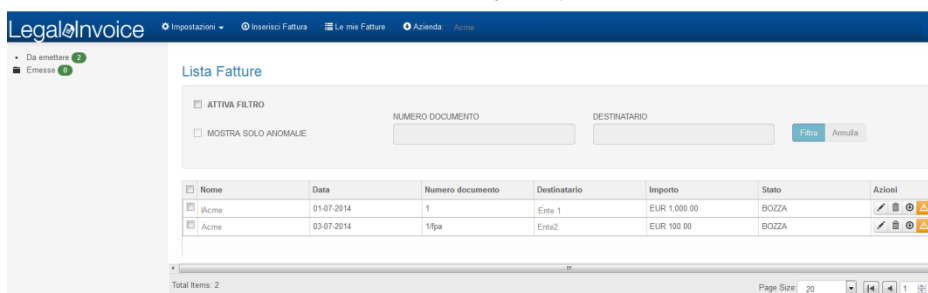 Legal Invoice Impostazioni Inserisci Fattura Le mie Fatture Azienda: Acme
Da emettere 2
Emesse 0
Lista Fatture
ATTIVA FILTRO
NUMERO DOCUMENTO DESTINATARIO
MOSTRA SOLO ANOMALIE Filtra Annulla
Nome Data Numero documento Destinatario Importo Stato Azioni
Acme 01-07-2014 1 Ente 1 EUR 1,000.00 BOZZA
Acme 03-07-2014 1/fpa Ente2 EUR 100.00 BOZZA
Total Items: 2 Page Size: 20 1